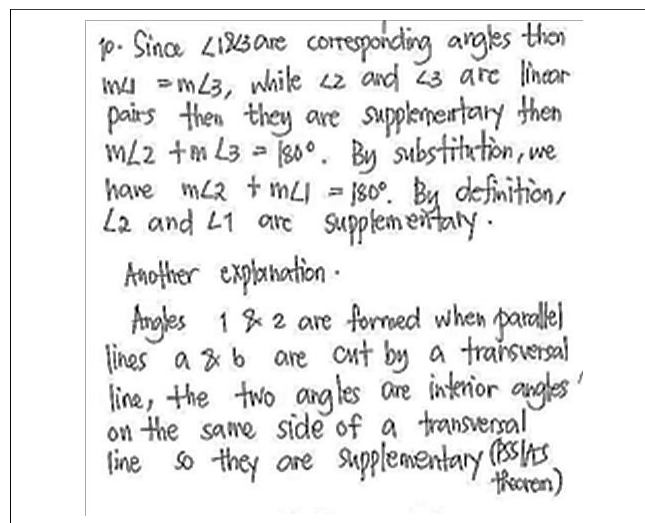 10. Since ∠1&∠3 are corresponding angles then
m∠1 = m∠3, while ∠2 and ∠3 are linear
pairs then they are supplementary then
m∠2 + m∠3 = 180°. By substitution, we
have m∠2 + m∠1 = 180°. By definition,
∠2 and ∠1 are supplementary.
Another explanation.
Angles 1 & 2 are formed when parallel
lines a & b are cut by a transversal
line, the two angles are interior angles
on the same side of a transversal
line so they are supplementary (PSSIAS
theorem)